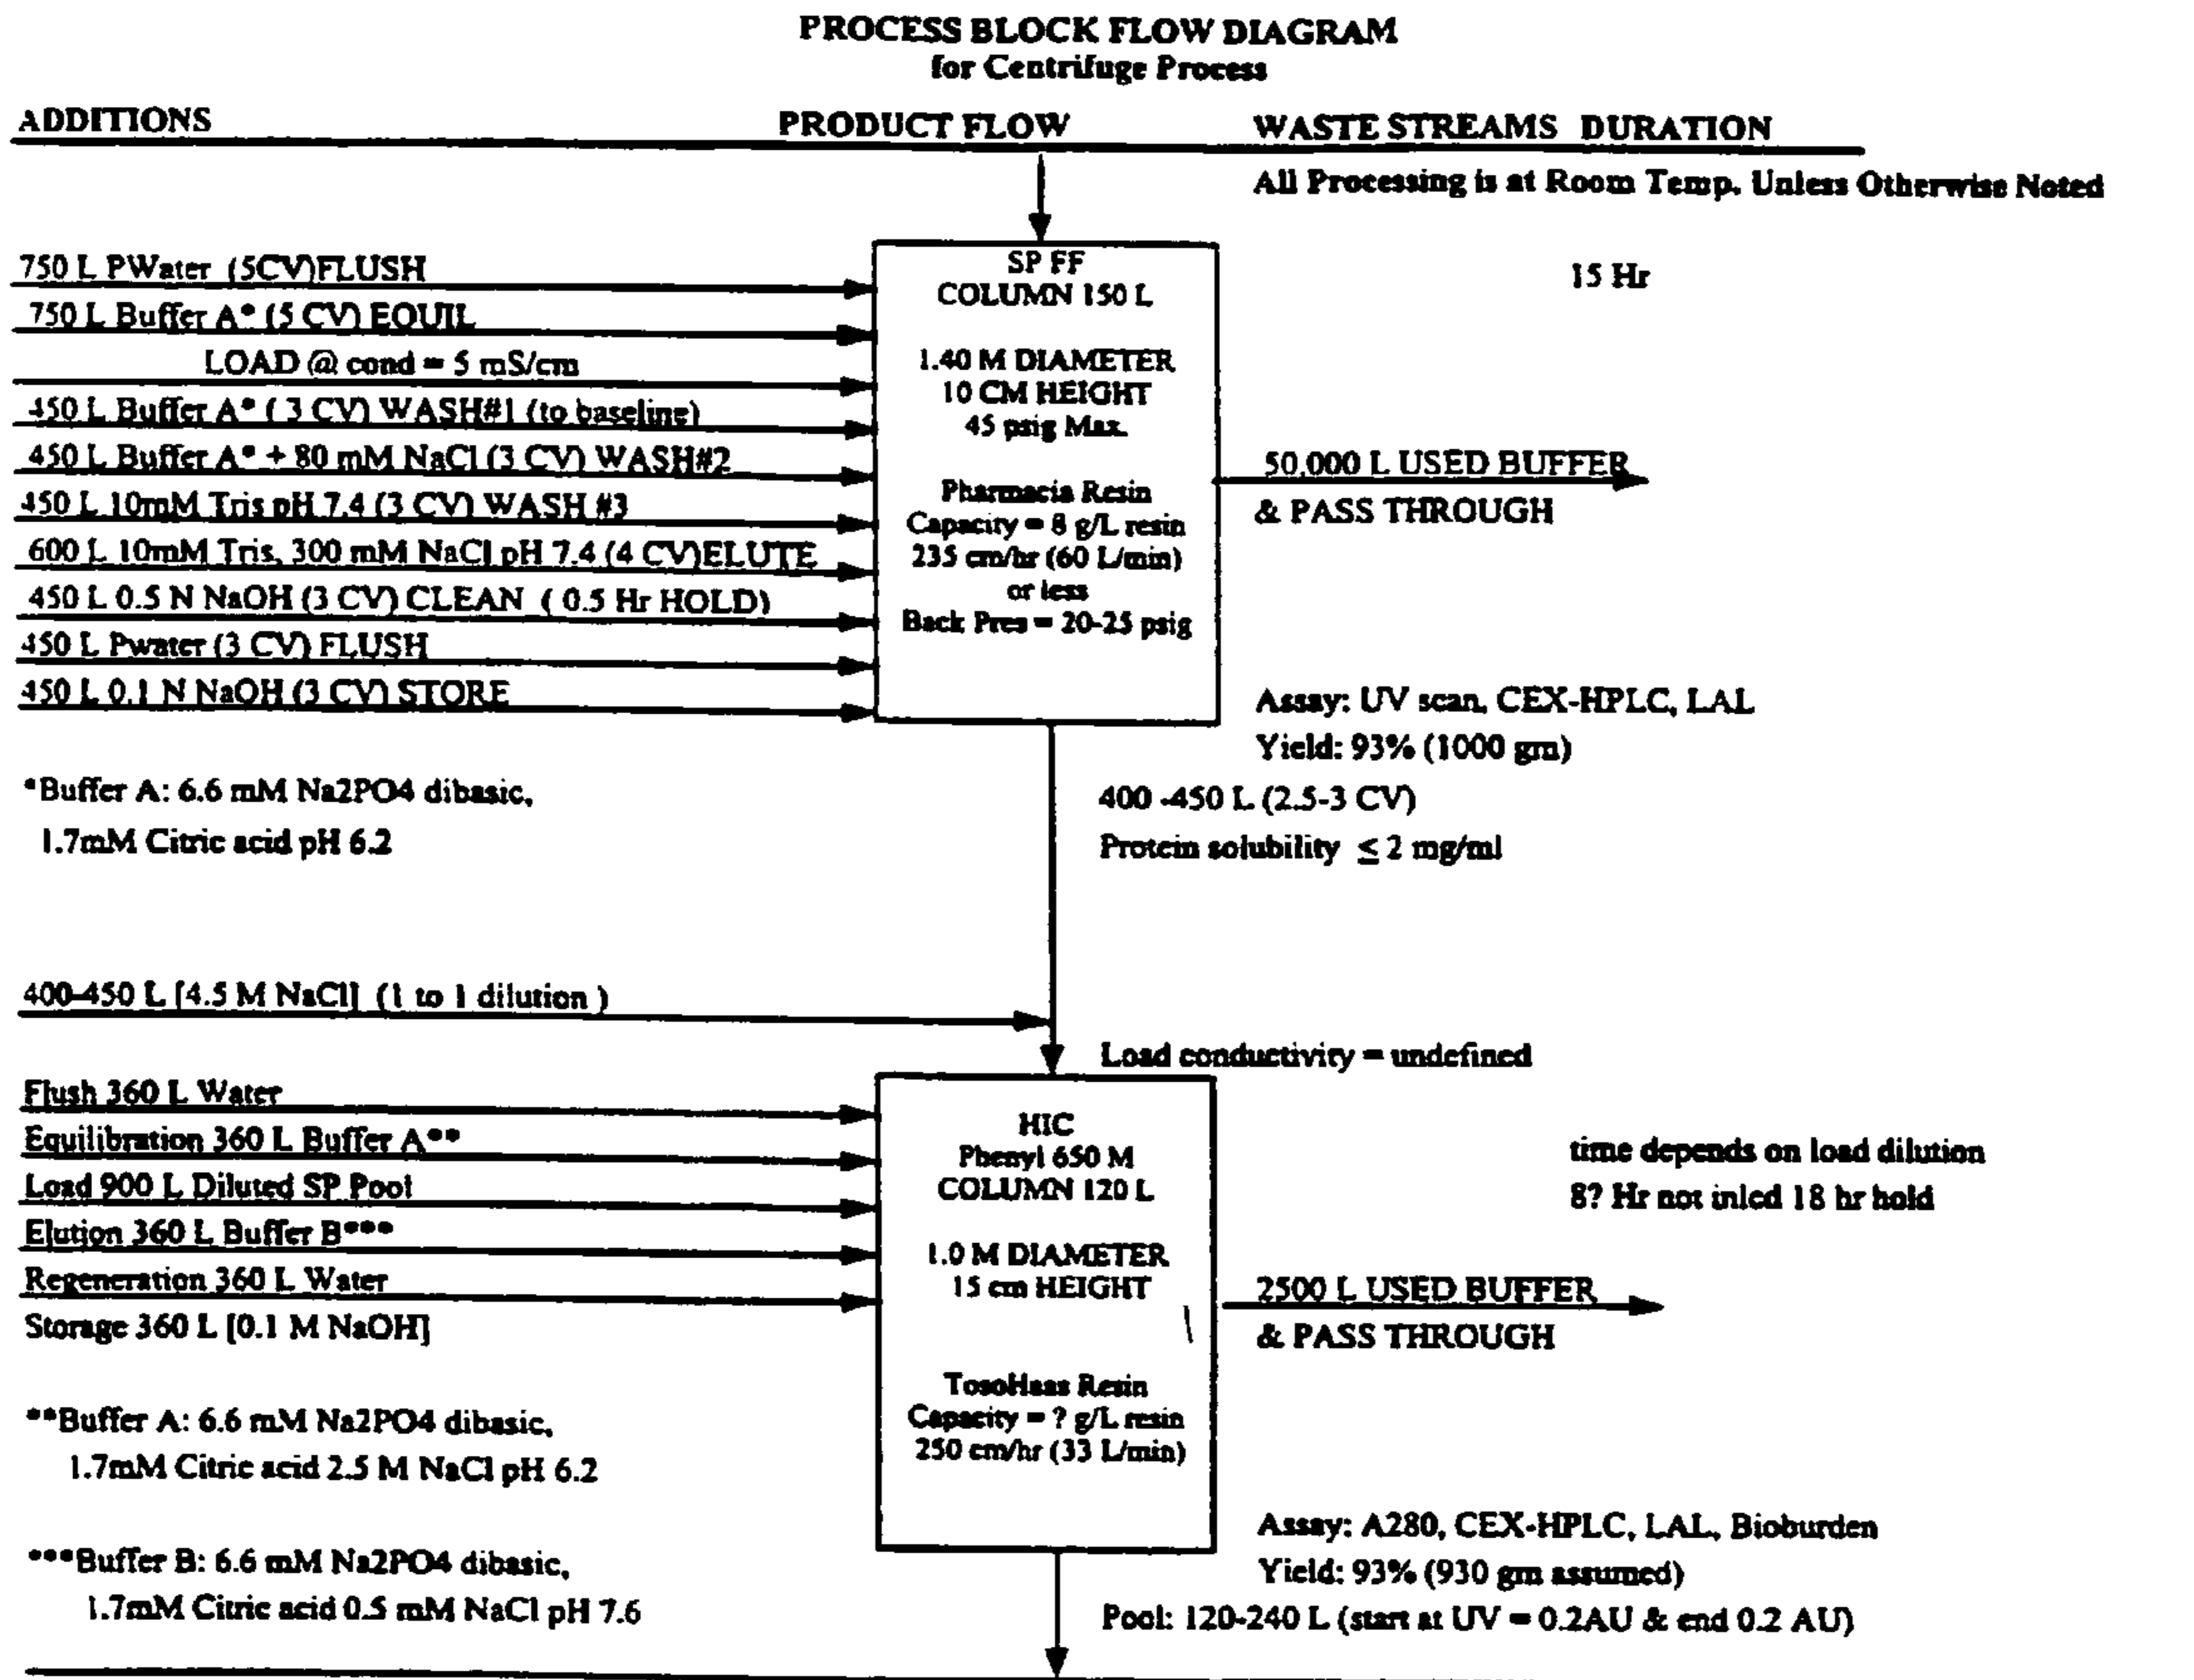 PROCESS BLOCK FLOW DIAGRAM
for Centrifuge Process
ADDITIONS
PRODUCT FLOW
WASTE STREAMS DURATION
All Processing is at Room Temp. Unless Otherwise Noted
750 L PWater (5CV)FLUSH
750 L Buffer A* (5 CV) EQUIL
LOAD @ cond = 5 mS/cm
450 L Buffer A* ( 3 CV) WASH#1 (to baseline)
450 L Buffer A* + 80 mM NaCl (3 CV) WASH#2
450 L 10mM Tris pH 7.4 (3 CV) WASH #3
600 L 10mM Tris, 300 mM NaCl pH 7.4 (4 CV)ELUTE
450 L 0.5 N NaOH (3 CV) CLEAN ( 0.5 Hr HOLD)
450 L Pwater (3 CV) FLUSH
450 L 0.1 N NaOH (3 CV) STORE
SP FF
COLUMN 150 L
1.40 M DIAMETER
10 CM HEIGHT
45 psig Max.
Pharmacia Resin
Capacity = 8 g/L resin
235 cm/hr (60 L/min)
or less
Back Pres = 20-25 psig
15 Hr
50,000 L USED BUFFER
& PASS THROUGH
Assay: UV scan, CEX-HPLC, LAL
Yield: 93% (1000 gm)
*Buffer A: 6.6 mM Na2PO4 dibasic,
1.7mM Citric acid pH 6.2
400 -450 L (2.5-3 CV)
Protein solubility ≤ 2 mg/ml
400-450 L [4.5 M NaCl] (1 to 1 dilution )
Load conductivity = undefined
Flush 360 L Water
Equilibration 360 L Buffer A**
Load 900 L Diluted SP Pool
Elution 360 L Buffer B***
Regeneration 360 L Water
Storage 360 L [0.1 M NaOH]
HIC
Phenyl 650 M
COLUMN 120 L
1.0 M DIAMETER
15 cm HEIGHT
TosoHaas Resin
Capacity = ? g/L resin
250 cm/hr (33 L/min)
time depends on load dilution
8? Hr not inled 18 hr hold
2500 L USED BUFFER
& PASS THROUGH
**Buffer A: 6.6 mM Na2PO4 dibasic,
1.7mM Citric acid 2.5 M NaCl pH 6.2
***Buffer B: 6.6 mM Na2PO4 dibasic,
1.7mM Citric acid 0.5 mM NaCl pH 7.6
Assay: A280, CEX-HPLC, LAL, Bioburden
Yield: 93% (930 gm assumed)
Pool: 120-240 L (start at UV = 0.2AU & end 0.2 AU)